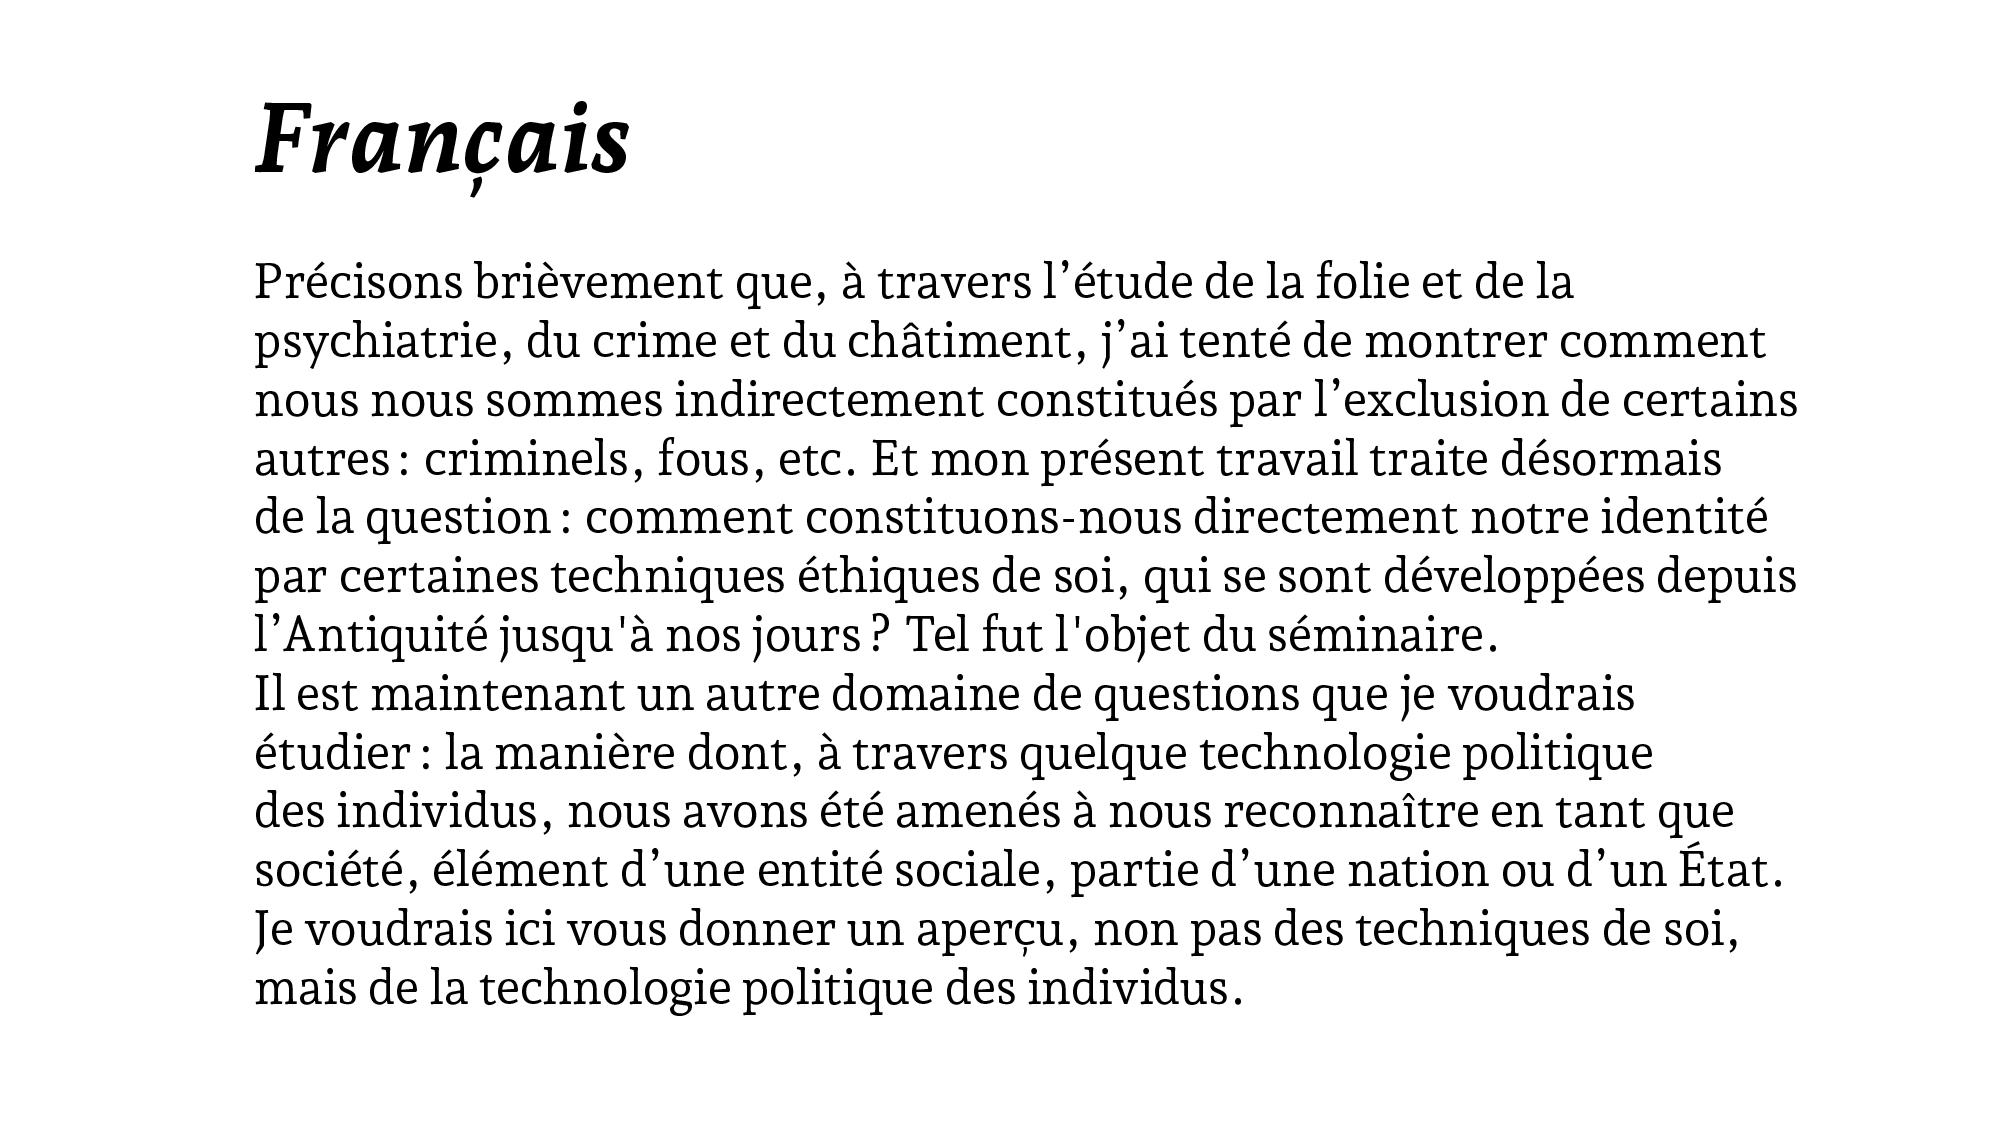 Français
Précisons brièvement que, à travers l’étude de la folie et de la
psychiatrie, du crime et du châtiment, j’ai tenté de montrer comment
nous nous sommes indirectement constitués par l’exclusion de certains
autres : criminels, fous, etc. Et mon présent travail traite désormais
de la question : comment constituons-nous directement notre identité
par certaines techniques éthiques de soi, qui se sont développées depuis
l’Antiquité jusqu'à nos jours ? Tel fut l'objet du séminaire.
Il est maintenant un autre domaine de questions que je voudrais
étudier : la manière dont, à travers quelque technologie politique
des individus, nous avons été amenés à nous reconnaître en tant que
société, élément d’une entité sociale, partie d’une nation ou d’un État.
Je voudrais ici vous donner un aperçu, non pas des techniques de soi,
mais de la technologie politique des individus.